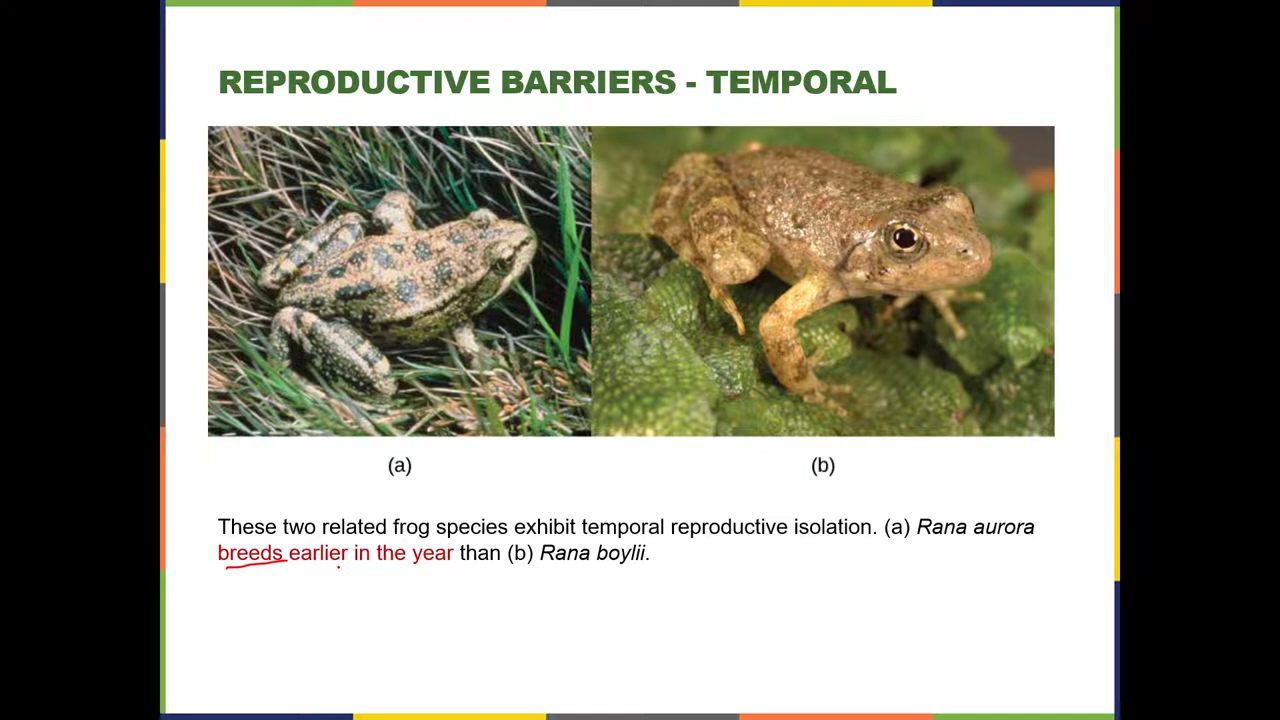 REPRODUCTIVE BARRIERS - TEMPORAL
(a)
(b)
These two related frog species exhibit temporal reproductive isolation. (a) Rana aurora
breeds earlier in the year than (b) Rana boylii.